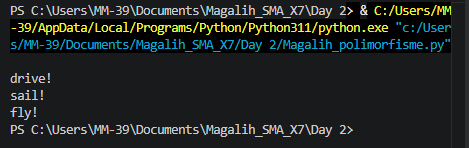 PS C:\Users\MM-39\Documents\Magalih_SMA_X7\Day 2> & C:/Users/MM
-39/AppData/Local/Programs/Python/Python311/python.exe "c:/User
s/MM-39/Documents/Magalih_SMA_X7/Day 2/Magalih_polimorfisme.py"
drive!
sail!
fly!
PS C:\Users\MM-39\Documents\Magalih_SMA_X7\Day 2>